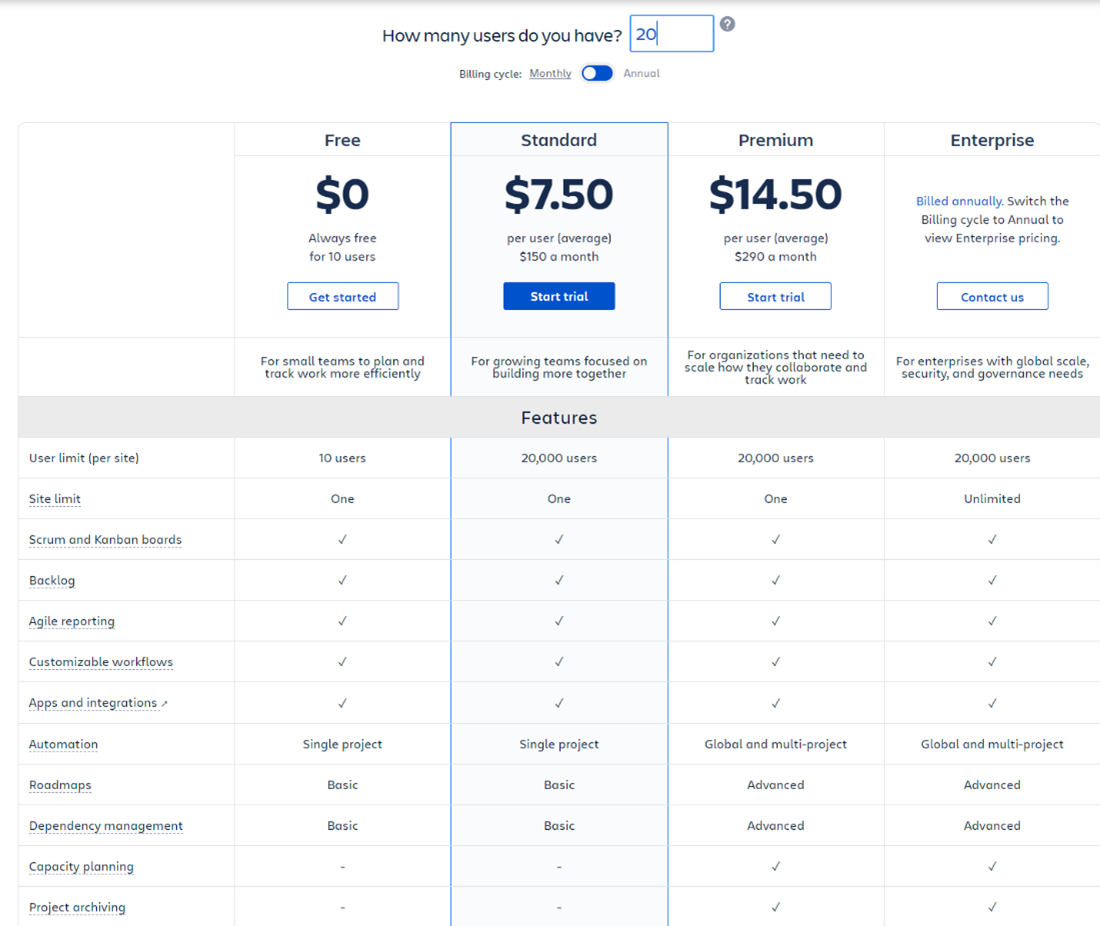 How many users do you have? 20 ?
Billing cycle: Monthly Annual
Free Standard Premium Enterprise
$0 $7.50 $14.50
Billed annually. Switch the
Billing cycle to Annual to
view Enterprise pricing.
Always free per user (average) per user (average)
for 10 users $150 a month $290 a month
Get started Start trial Start trial Contact us
For small teams to plan and
track work more efficiently
For growing teams focused on
building more together
For organizations that need to
scale how they collaborate and
track work
For enterprises with global scale,
security, and governance needs
Features
User limit (per site) 10 users 20,000 users 20,000 users 20,000 users
Site limit One One One Unlimited
Scrum and Kanban boards ✓ ✓ ✓ ✓
Backlog ✓ ✓ ✓ ✓
Agile reporting ✓ ✓ ✓ ✓
Customizable workflows ✓ ✓ ✓ ✓
Apps and integrations ↗ ✓ ✓ ✓ ✓
Automation Single project Single project Global and multi-project Global and multi-project
Roadmaps Basic Basic Advanced Advanced
Dependency management Basic Basic Advanced Advanced
Capacity planning - - ✓ ✓
Project archiving - - ✓ ✓